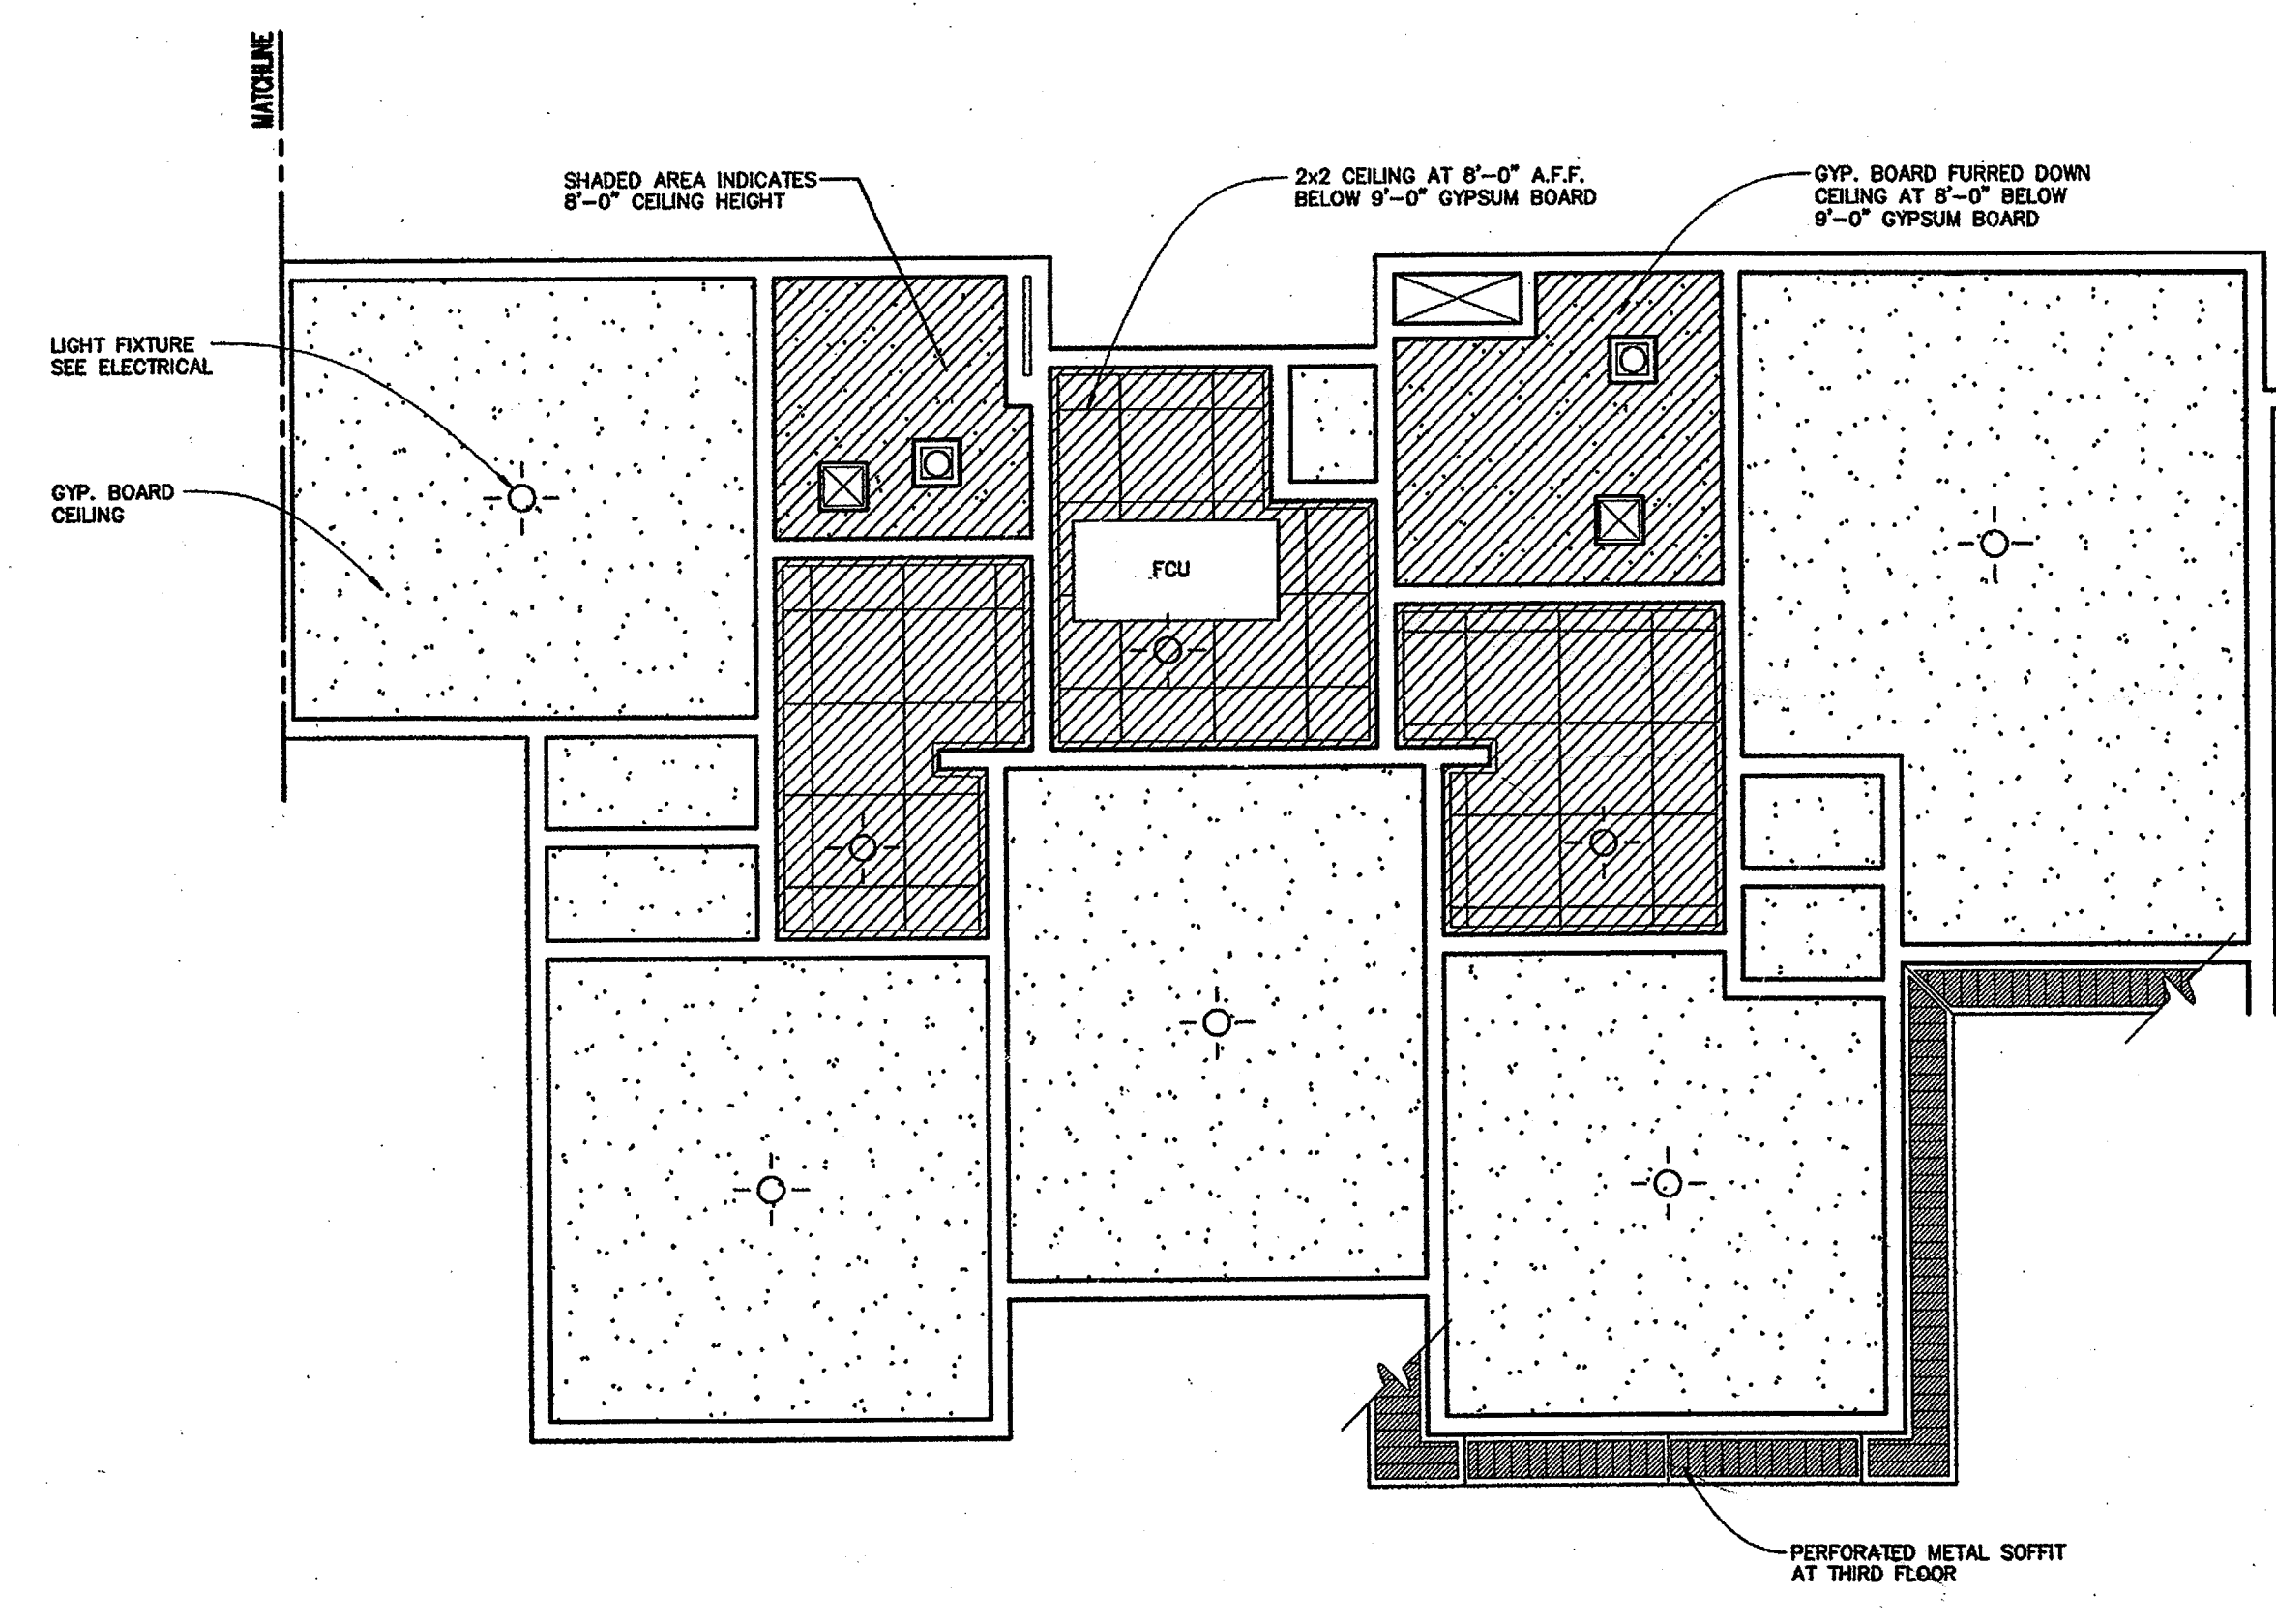 MATCHLINE
SHADED AREA INDICATES
8'-0" CEILING HEIGHT
2x2 CEILING AT 8'-0" A.F.F.
BELOW 9'-0" GYPSUM BOARD
GYP. BOARD FURRED DOWN
CEILING AT 8'-0" BELOW
9'-0" GYPSUM BOARD
LIGHT FIXTURE
SEE ELECTRICAL
GYP. BOARD
CEILING
FCU
PERFORATED METAL SOFFIT
AT THIRD FLOOR